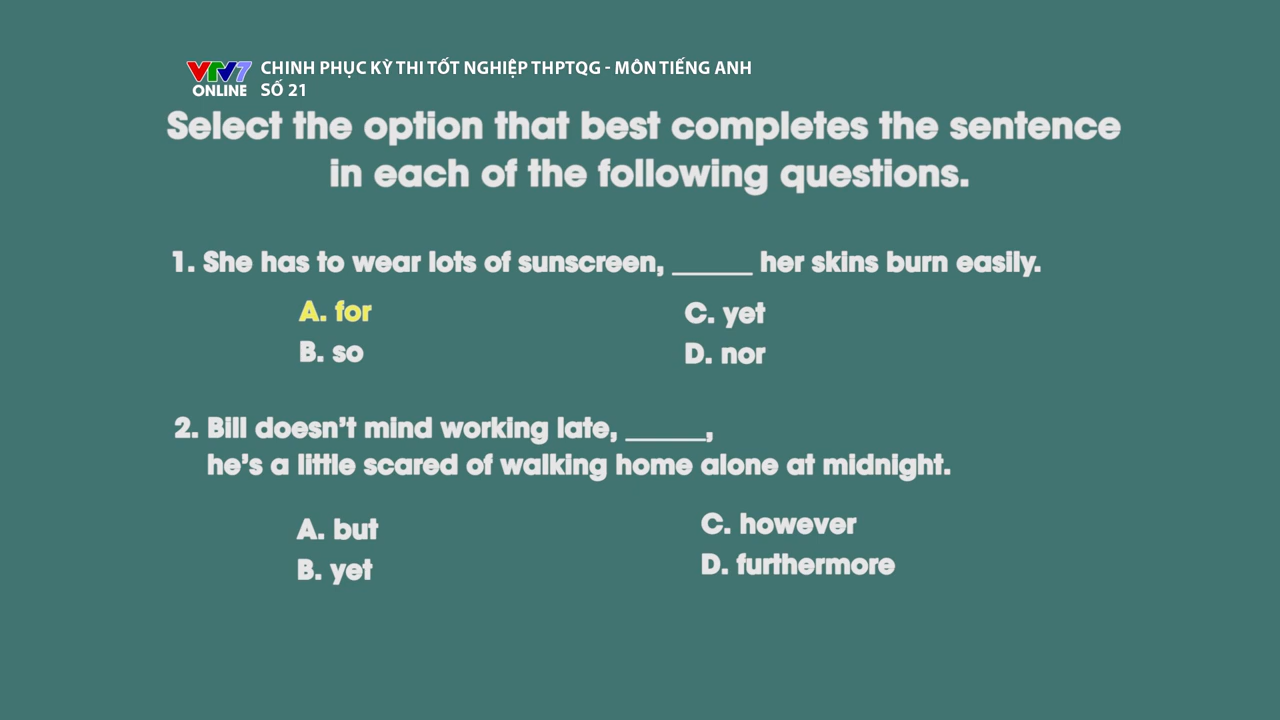 VTV7
ONLINE
CHINH PHỤC KỲ THI TỐT NGHIỆP THPTQG - MÔN TIẾNG ANH
SỐ 21
Select the option that best completes the sentence
in each of the following questions.
1. She has to wear lots of sunscreen, ______ her skins burn easily.
A. for
C. yet
B. so
D. nor
2. Bill doesn't mind working late, ______,
he's a little scared of walking home alone at midnight.
A. but
C. however
B. yet
D. furthermore